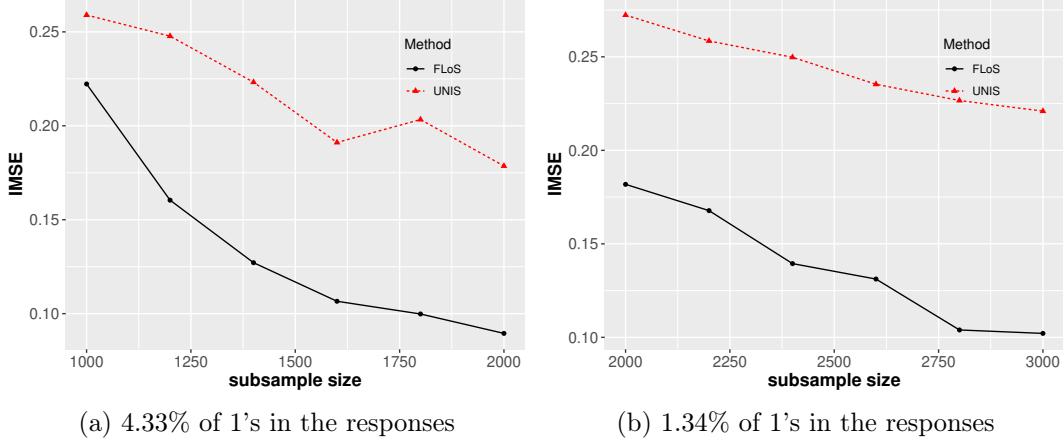 0.25
0.20
0.15
0.10
IMSE
Method
FLoS
UNIS
1000 1250 1500 1750 2000
subsample size
(a) 4.33% of 1's in the responses
0.25
0.20
0.15
0.10
IMSE
Method
FLoS
UNIS
2000 2250 2500 2750 3000
subsample size
(b) 1.34% of 1's in the responses